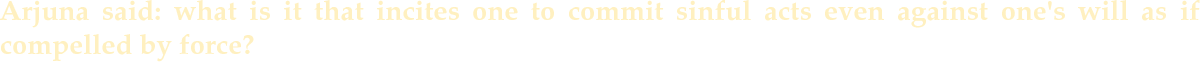 Arjuna said: what is it that incites one to commit sinful acts even against one's will as if
compelled by force?